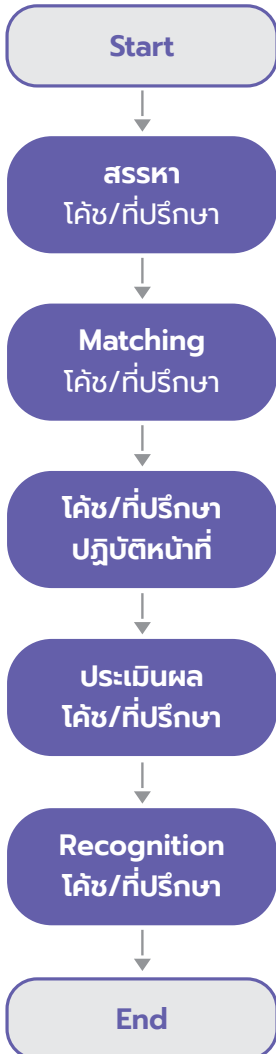 Start
สรรหา
โค้ช/ที่ปรึกษา
Matching
โค้ช/ที่ปรึกษา
โค้ช/ที่ปรึกษา
ปฏิบัติหน้าที่
ประเมินผล
โค้ช/ที่ปรึกษา
Recognition
โค้ช/ที่ปรึกษา
End